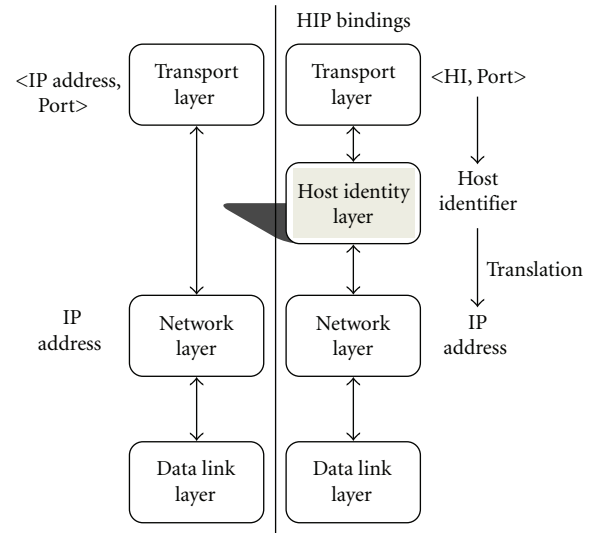 HIP bindings
<IP address,
Port>
Transport
layer
Transport
layer
<HI, Port>
Host identity
layer
Host
identifier
Translation
IP
address
Network
layer
Network
layer
IP
address
Data link
layer
Data link
layer